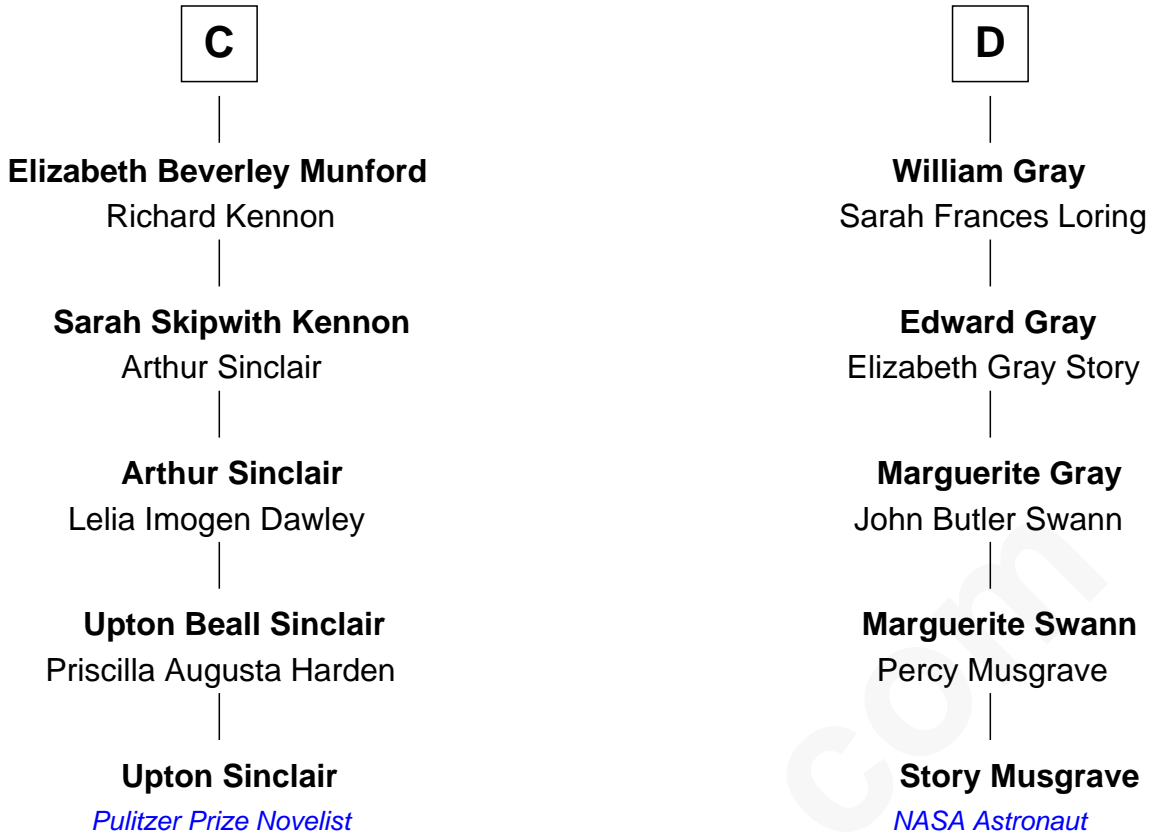 C
Elizabeth Beverley Munford
Richard Kennon
Sarah Skipwith Kennon
Arthur Sinclair
Arthur Sinclair
Lelia Imogen Dawley
Upton Beall Sinclair
Priscilla Augusta Harden
Upton Sinclair
Pulitzer Prize Novelist
D
William Gray
Sarah Frances Loring
Edward Gray
Elizabeth Gray Story
Marguerite Gray
John Butler Swann
Marguerite Swann
Percy Musgrave
Story Musgrave
NASA Astronaut
com